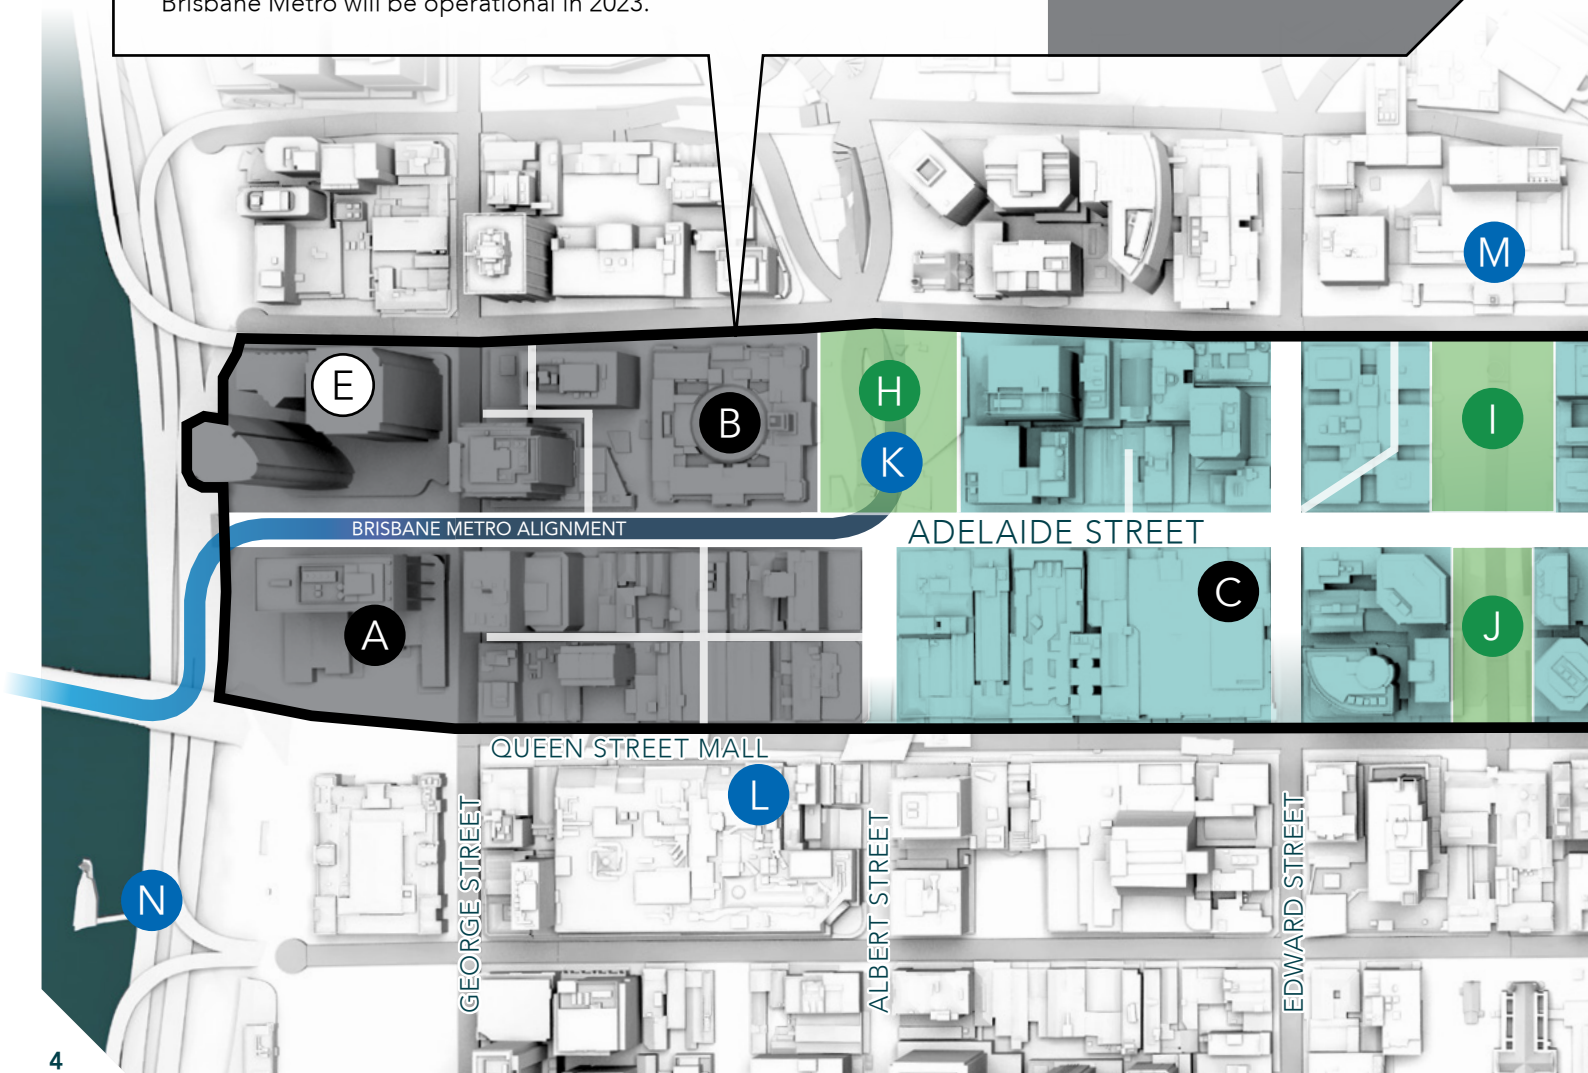 Brisbane Metro will be operational in 2023.
M
E
H
B
I
K
BRISBANE METRO ALIGNMENT
ADELAIDE STREET
C
A
J
QUEEN STREET MALL
L
GEORGE STREET
ALBERT STREET
EDWARD STREET
N
4